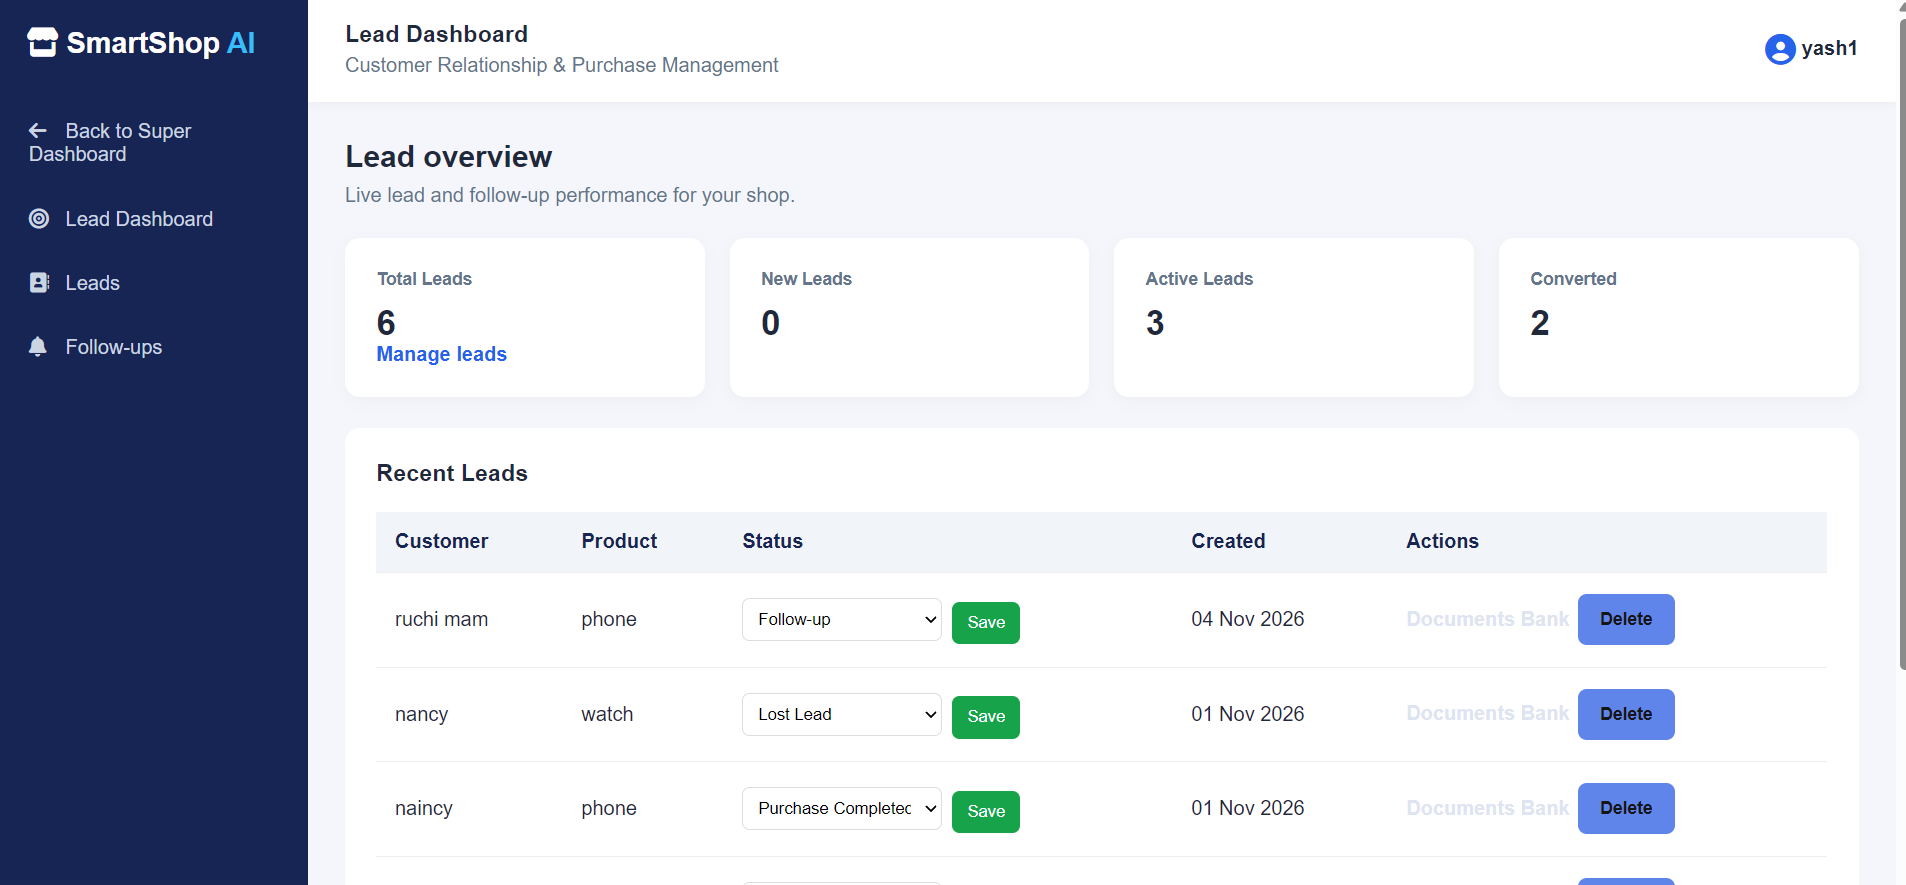 SmartShop AI
Back to Super
Dashboard
Lead Dashboard
Leads
Follow-ups
Lead Dashboard
Customer Relationship & Purchase Management
yash1
Lead overview
Live lead and follow-up performance for your shop.
Total Leads
6
Manage leads
New Leads
0
Active Leads
3
Converted
2
Recent Leads
Customer Product Status Created Actions
ruchi mam phone Follow-up Save 04 Nov 2026 Documents Bank Delete
nancy watch Lost Lead Save 01 Nov 2026 Documents Bank Delete
naincy phone Purchase Completed Save 01 Nov 2026 Documents Bank Delete